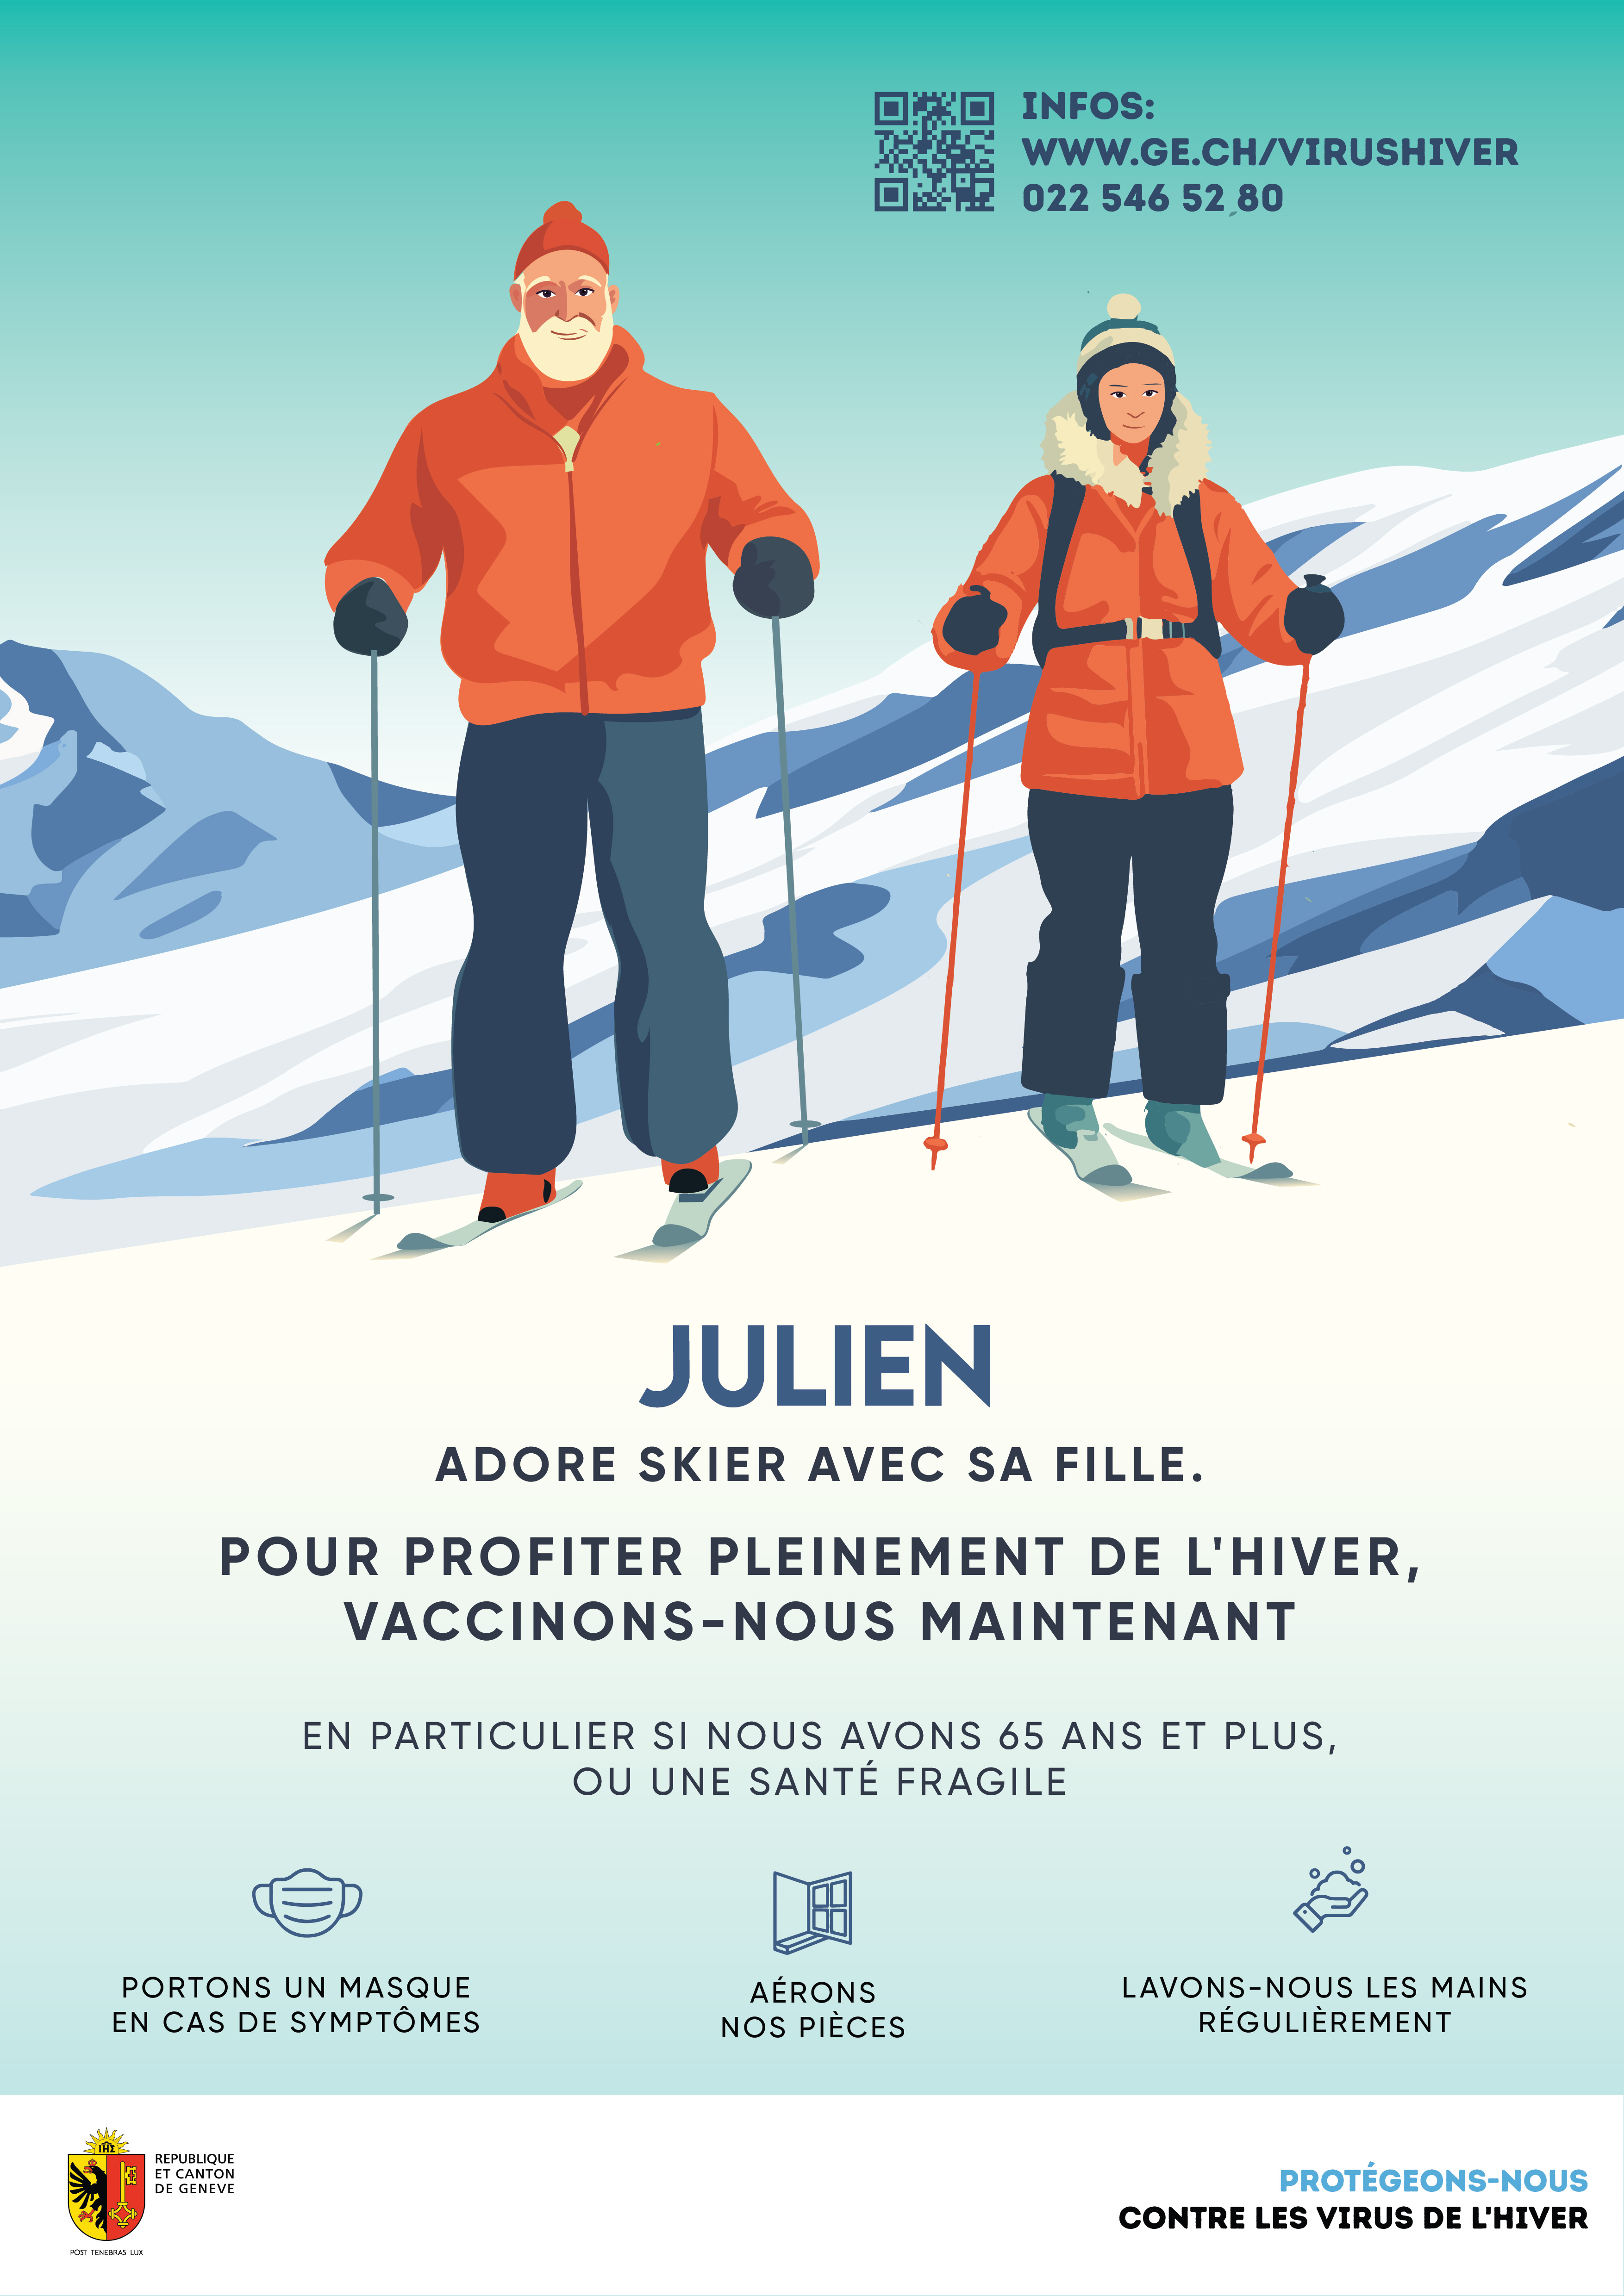 INFOS:
WWW.GE.CH/VIRUSHIVER
022 546 52 80
JULIEN
ADORE SKIER AVEC SA FILLE.
POUR PROFITER PLEINEMENT DE L'HIVER,
VACCINONS-NOUS MAINTENANT
EN PARTICULIER SI NOUS AVONS 65 ANS ET PLUS,
OU UNE SANTÉ FRAGILE
PORTONS UN MASQUE
EN CAS DE SYMPTÔMES
AÉRONS
NOS PIÈCES
LAVONS-NOUS LES MAINS
RÉGULIÈREMENT
IHS
REPUBLIQUE
ET CANTON
DE GENEVE
POST TENEBRAS LUX
PROTÉGEONS-NOUS
CONTRE LES VIRUS DE L'HIVER